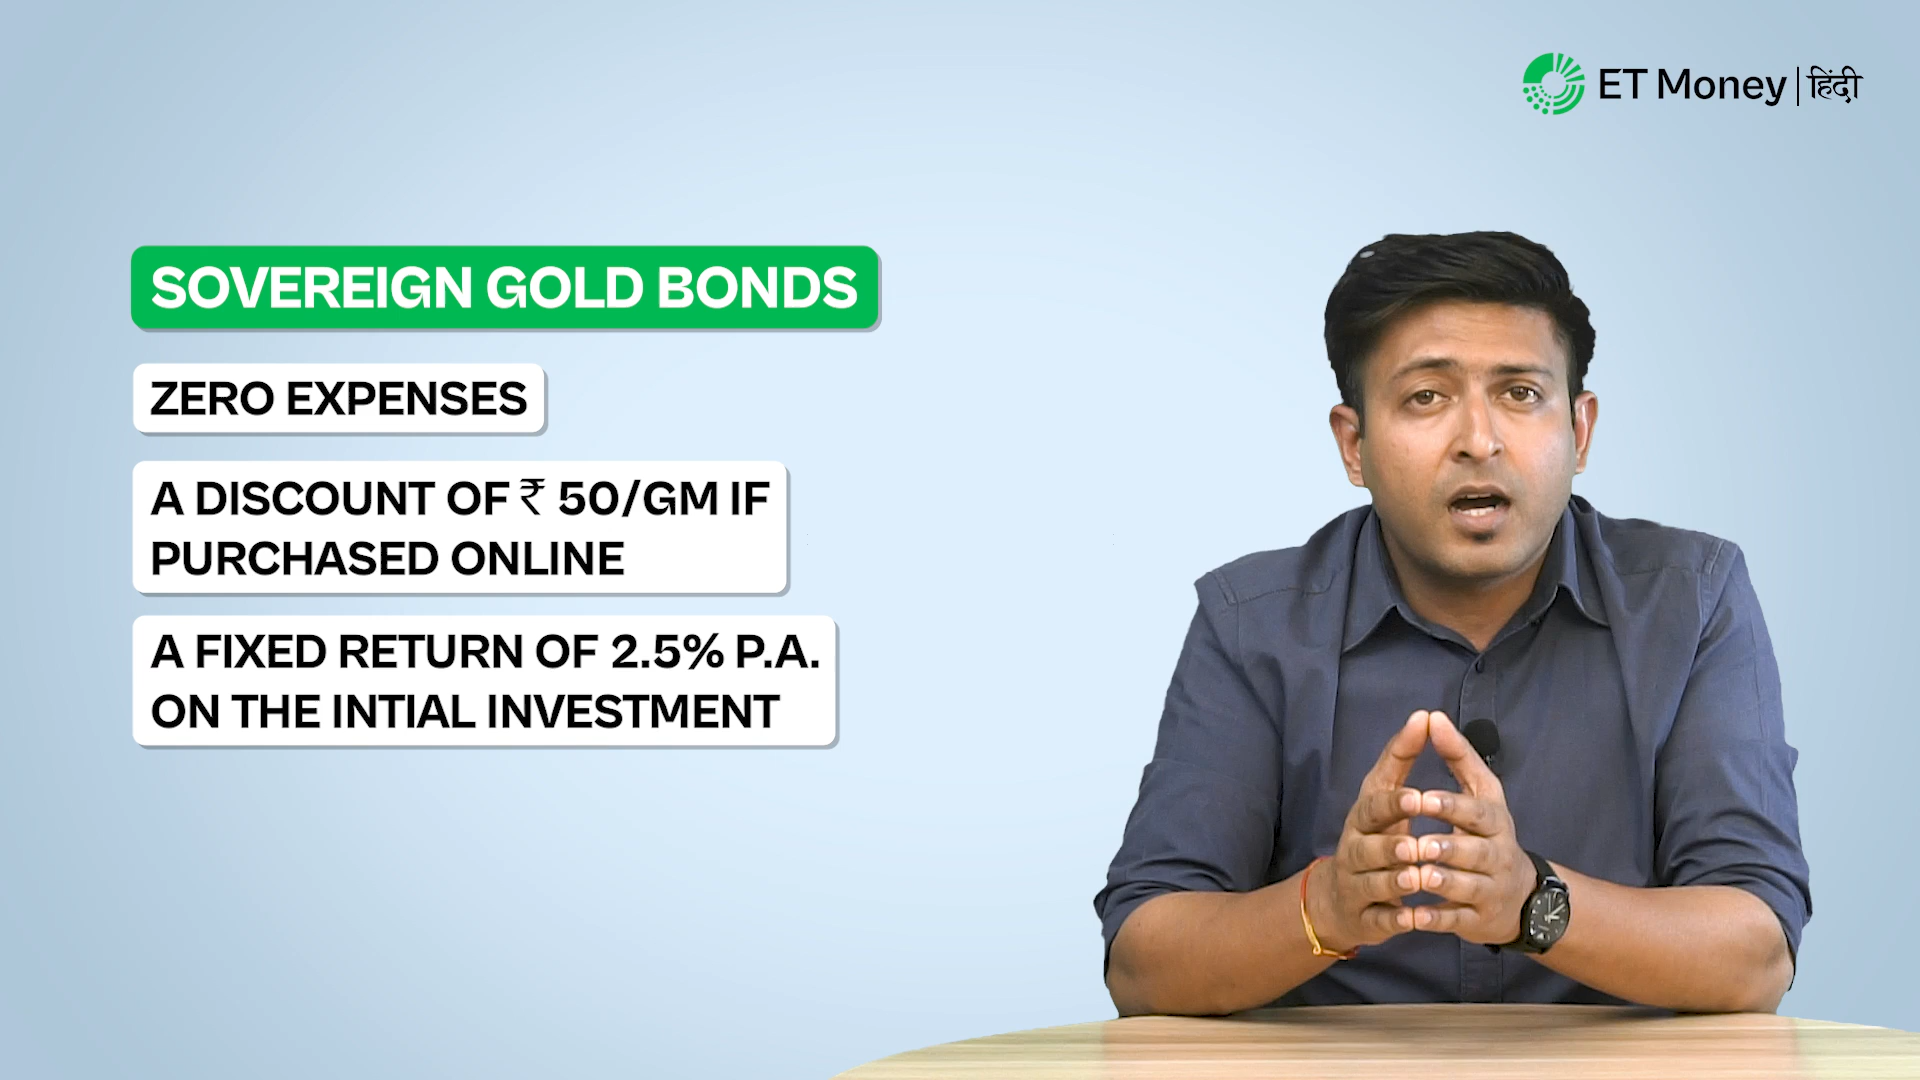 ET Money | हिंदी
SOVEREIGN GOLD BONDS
ZERO EXPENSES
A DISCOUNT OF ₹ 50/GM IF
PURCHASED ONLINE
A FIXED RETURN OF 2.5% P.A.
ON THE INTIAL INVESTMENT